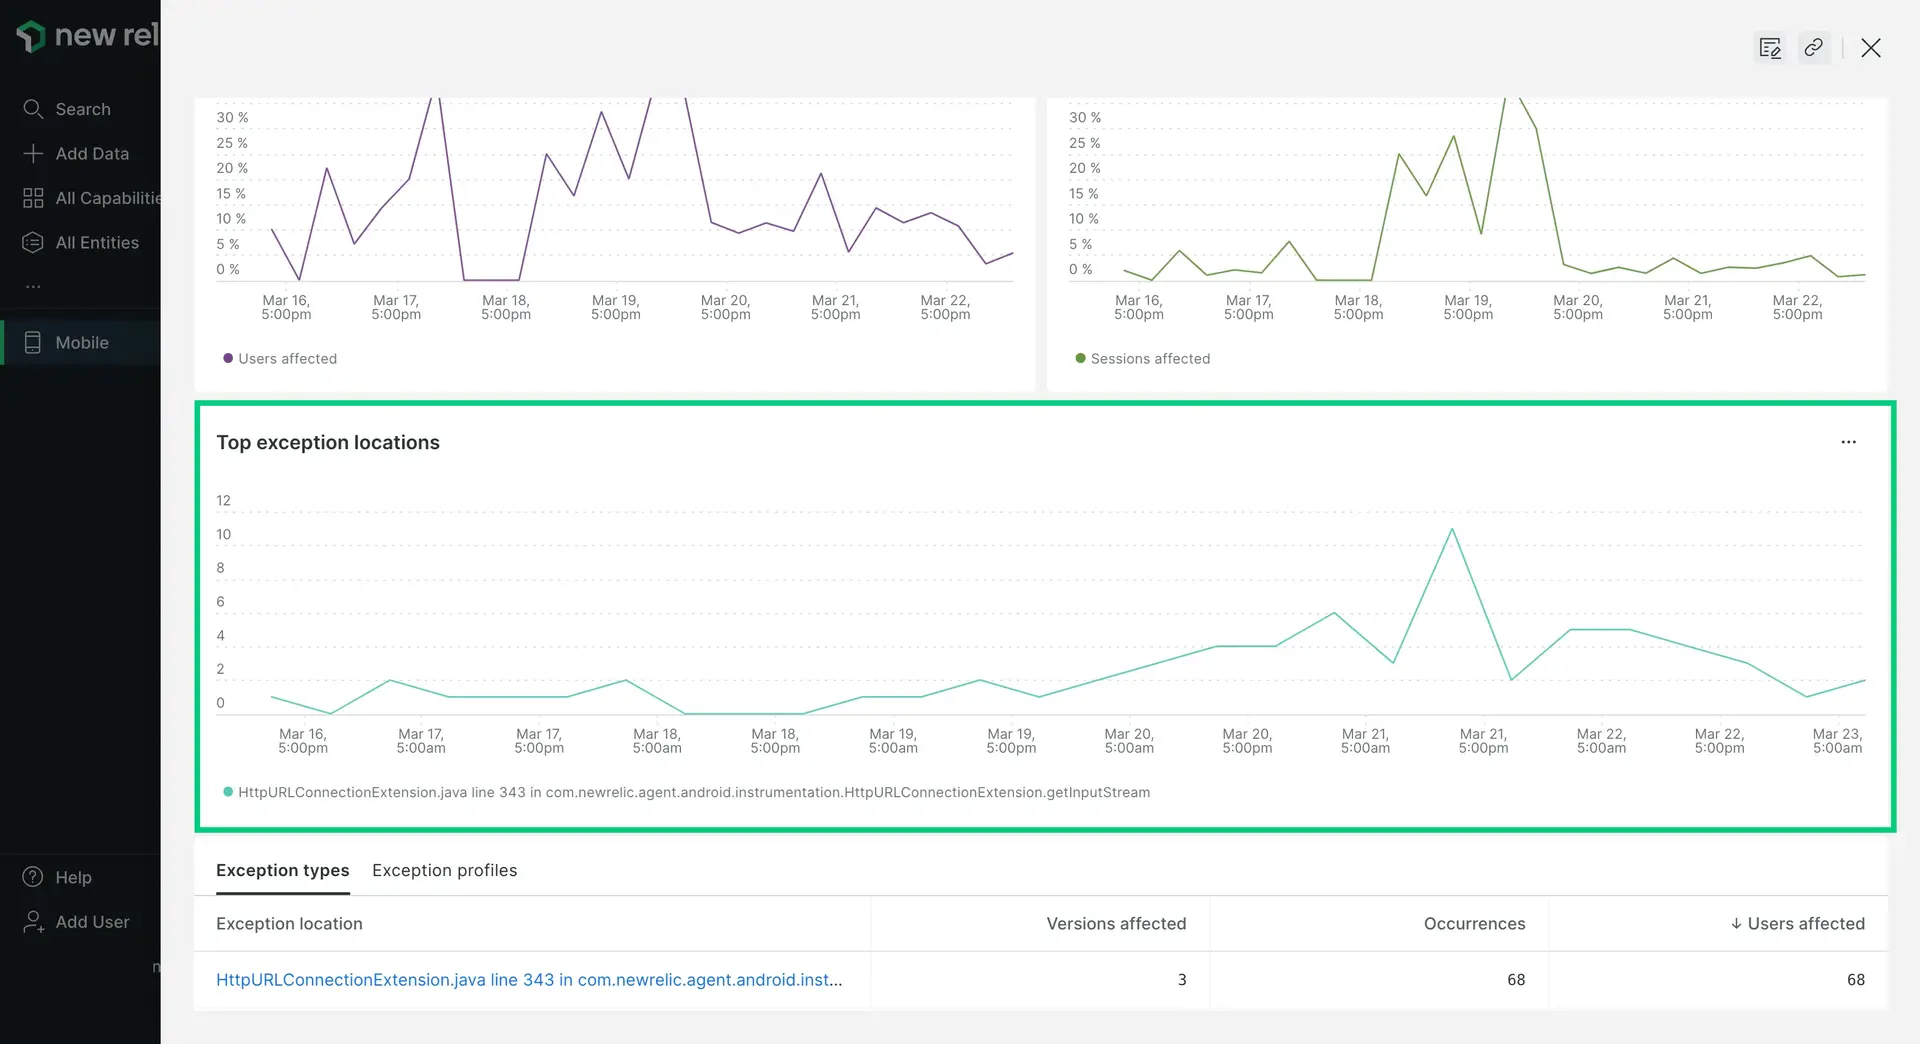 new rel
Search
Add Data
All Capabilitie
All Entities
...
Mobile
Help
Add User
n
30 %
25 %
20 %
15 %
10 %
5 %
0 %
Mar 16, 5:00pm
Mar 17, 5:00pm
Mar 18, 5:00pm
Mar 19, 5:00pm
Mar 20, 5:00pm
Mar 21, 5:00pm
Mar 22, 5:00pm
Users affected
30 %
25 %
20 %
15 %
10 %
5 %
0 %
Mar 16, 5:00pm
Mar 17, 5:00pm
Mar 18, 5:00pm
Mar 19, 5:00pm
Mar 20, 5:00pm
Mar 21, 5:00pm
Mar 22, 5:00pm
Sessions affected
Top exception locations
...
12
10
8
6
4
2
0
Mar 16, 5:00pm
Mar 17, 5:00am
Mar 17, 5:00pm
Mar 18, 5:00am
Mar 18, 5:00pm
Mar 19, 5:00am
Mar 19, 5:00pm
Mar 20, 5:00am
Mar 20, 5:00pm
Mar 21, 5:00am
Mar 21, 5:00pm
Mar 22, 5:00am
Mar 22, 5:00pm
Mar 23, 5:00am
HttpURLConnectionExtension.java line 343 in com.newrelic.agent.android.instrumentation.HttpURLConnectionExtension.getInputStream
Exception types Exception profiles
Exception location Versions affected Occurrences ↓ Users affected
HttpURLConnectionExtension.java line 343 in com.newrelic.agent.android.inst... 3 68 68